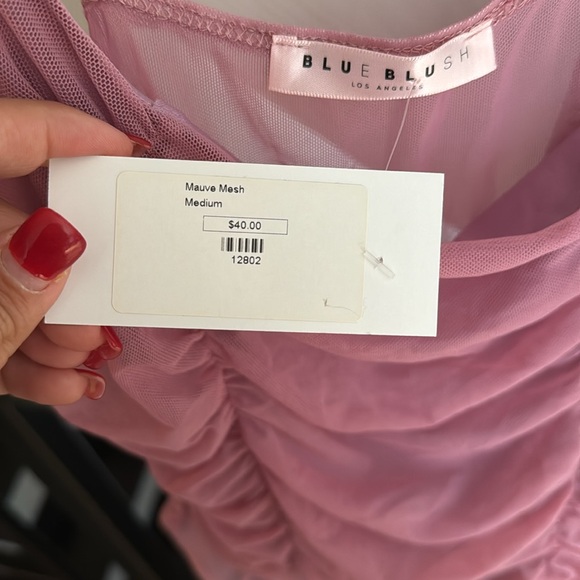 BLUE BLUSH
LOS ANGELES
Mauve Mesh
Medium
$40.00
12802